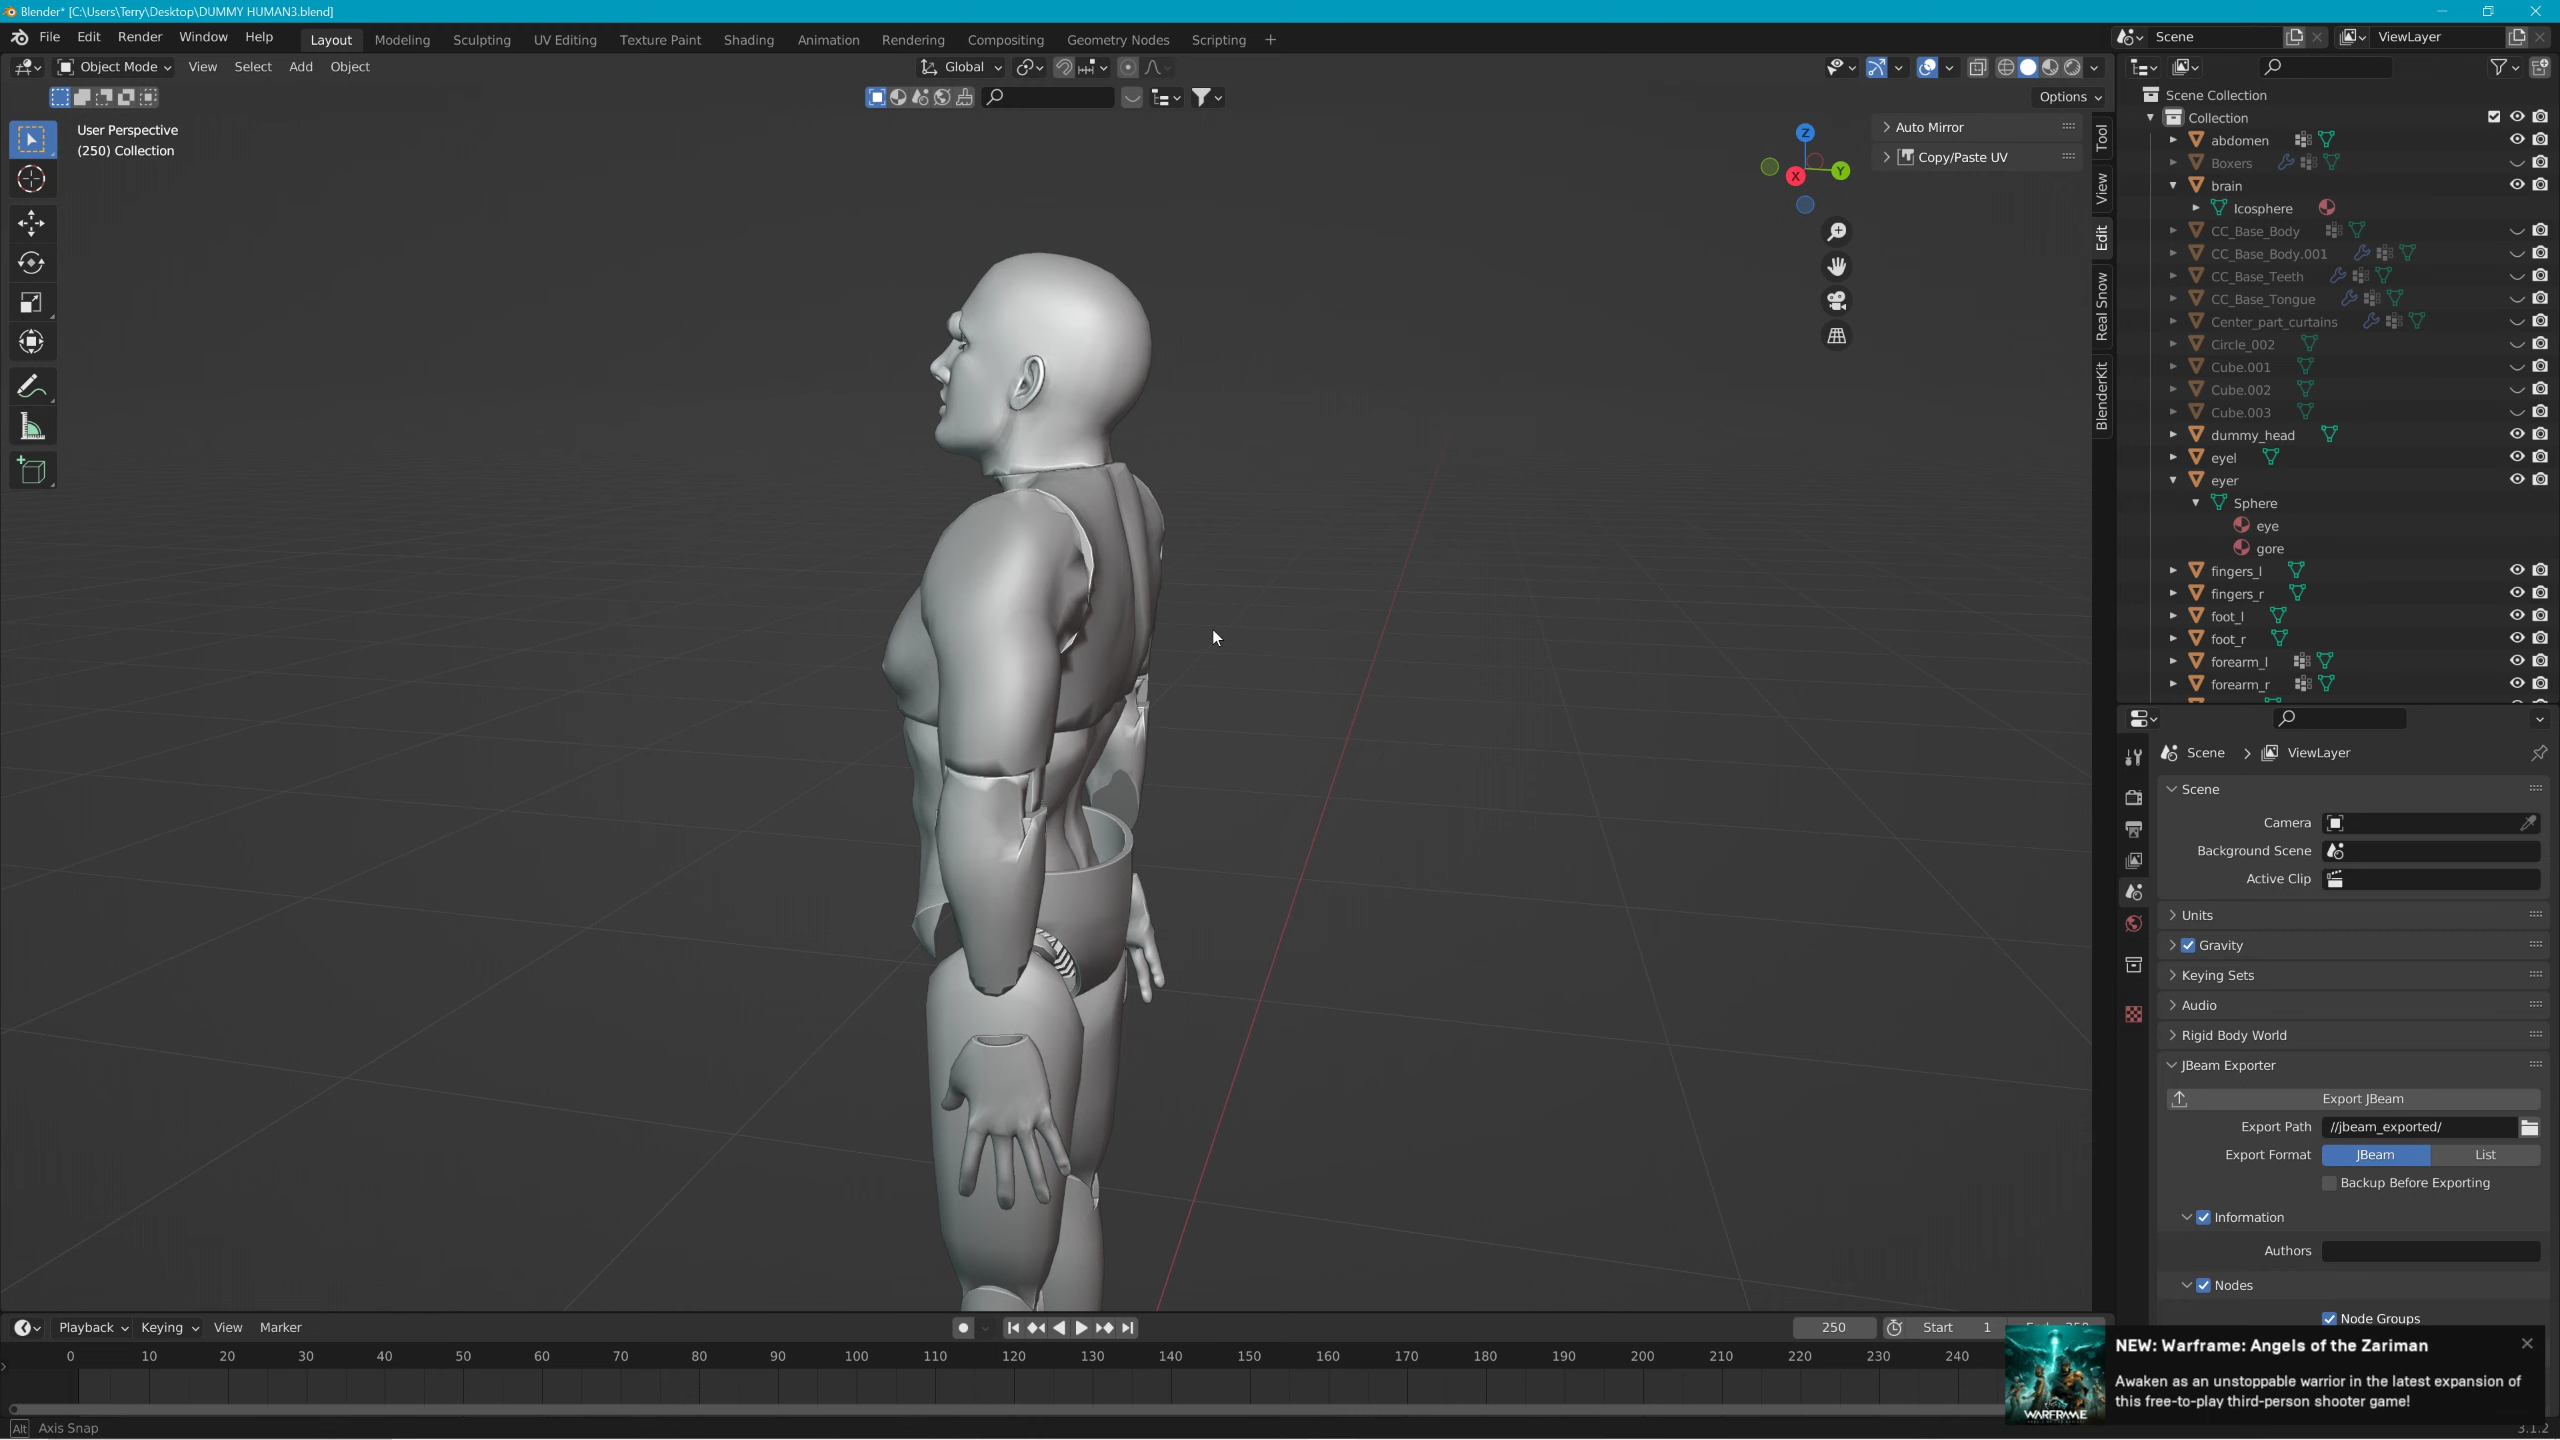 Blender* [C:\Users\Terry\Desktop\DUMMY HUMAN3.blend]
File Edit Render Window Help Layout Modeling Sculpting UV Editing Texture Paint Shading Animation Rendering Compositing Geometry Nodes Scripting + Scene ViewLayer
Object Mode View Select Add Object Global
Options
User Perspective
(250) Collection
Z
Y
X
Auto Mirror
Copy/Paste UV
Tool
View
Edit
Real Snow
BlenderKit
Scene Collection
Collection
abdomen
Boxers
brain
Icosphere
CC_Base_Body
CC_Base_Body.001
CC_Base_Teeth
CC_Base_Tongue
Center_part_curtains
Circle_002
Cube.001
Cube.002
Cube.003
dummy_head
eyel
eyer
Sphere
eye
gore
fingers_l
fingers_r
foot_l
foot_r
forearm_l
forearm_r
Scene > ViewLayer
Scene
Camera
Background Scene
Active Clip
Units
Gravity
Keying Sets
Audio
Rigid Body World
JBeam Exporter
Export JBeam
Export Path //jbeam_exported/
Export Format JBeam List
Backup Before Exporting
Information
Authors
Nodes
Node Groups
Playback Keying View Marker 250 Start 1
0 10 20 30 40 50 60 70 80 90 100 110 120 130 140 150 160 170 180 190 200 210 220 230 240
WARFRAME
NEW: Warframe: Angels of the Zariman
Awaken as an unstoppable warrior in the latest expansion of
this free-to-play third-person shooter game!
Alt Axis Snap
3.1.2